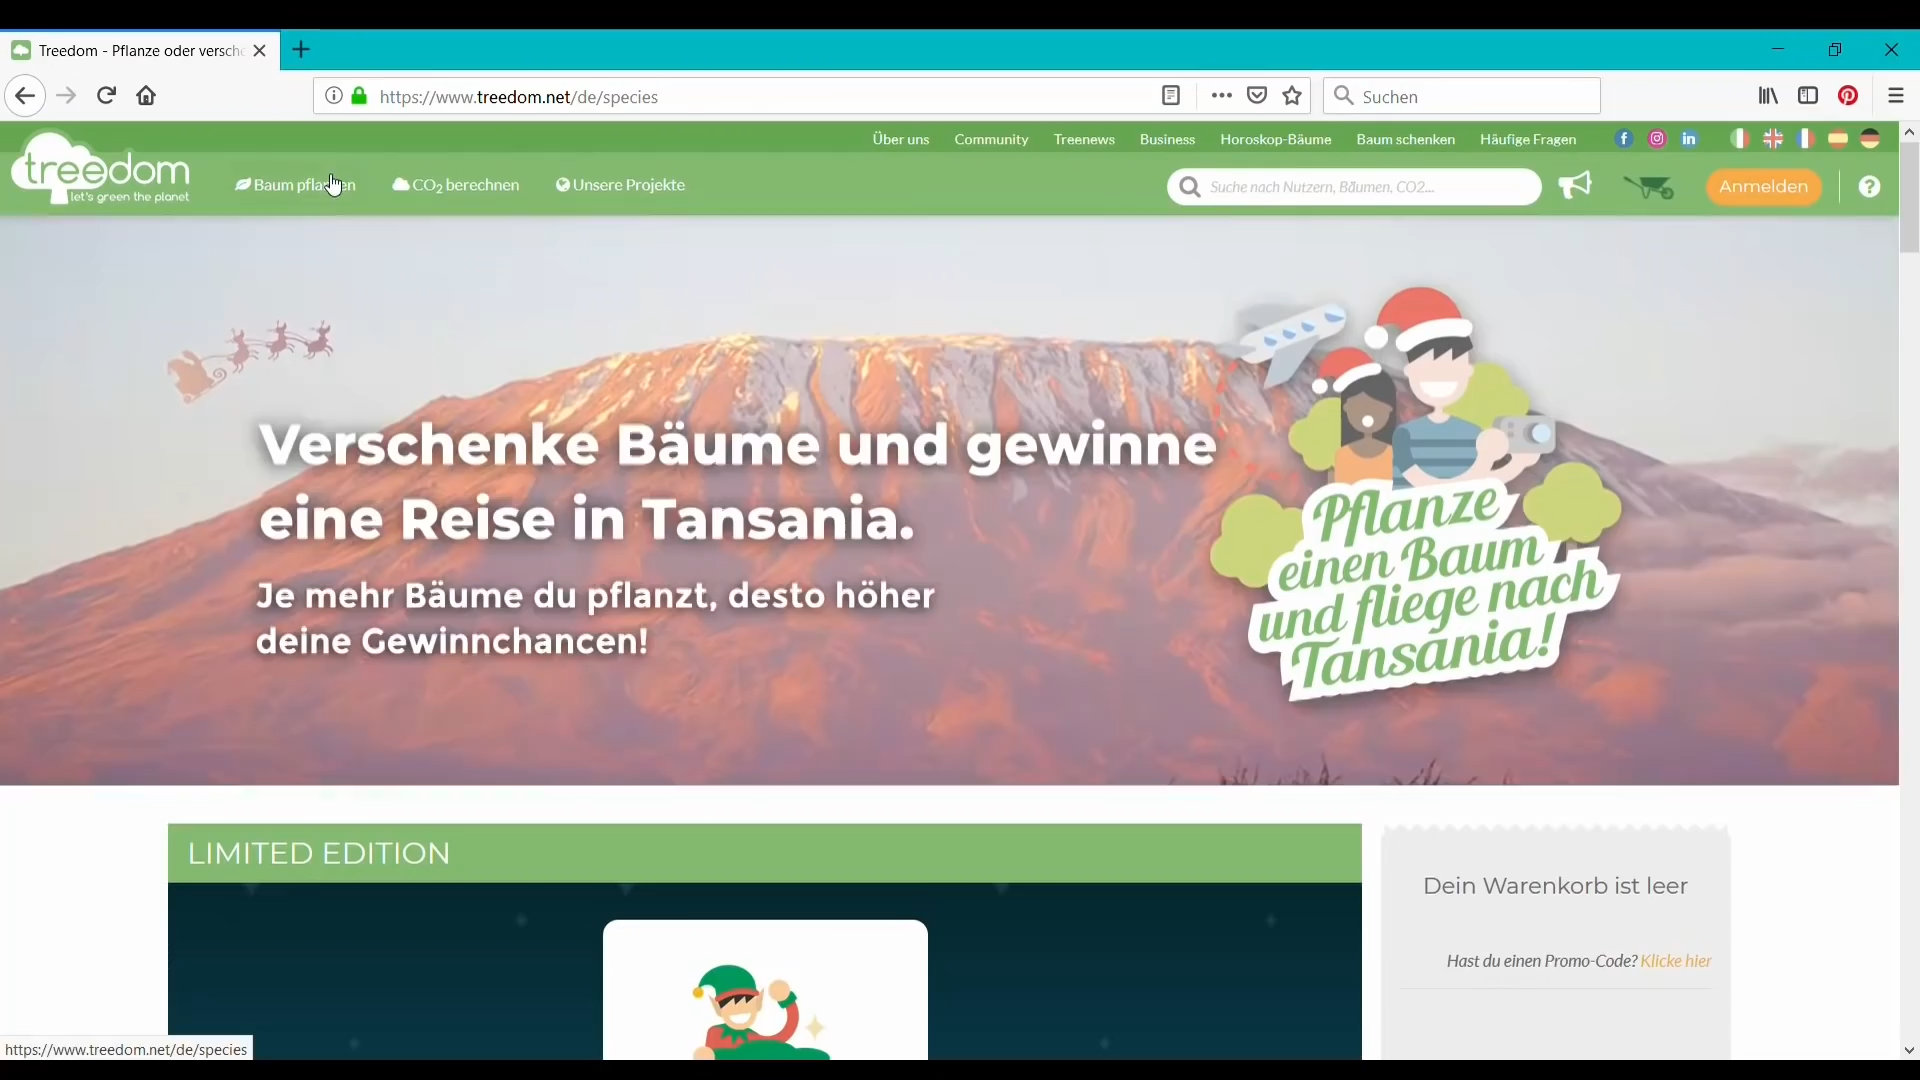 Treedom - Pflanze oder versch
https://www.treedom.net/de/species
Suchen
Über uns
Community
Treenews
Business
Horoskop-Bäume
Baum schenken
Häufige Fragen
treedom
let's green the planet
Baum pflanzen
CO2 berechnen
Unsere Projekte
Suche nach Nutzern, Bäumen, CO2...
Anmelden
Verschenke Bäume und gewinne
eine Reise in Tansania.
Je mehr Bäume du pflanzt, desto höher
deine Gewinnchancen!
Pflanze
einen Baum
und fliege nach
Tansania!
LIMITED EDITION
Dein Warenkorb ist leer
Hast du einen Promo-Code? Klicke hier
https://www.treedom.net/de/species